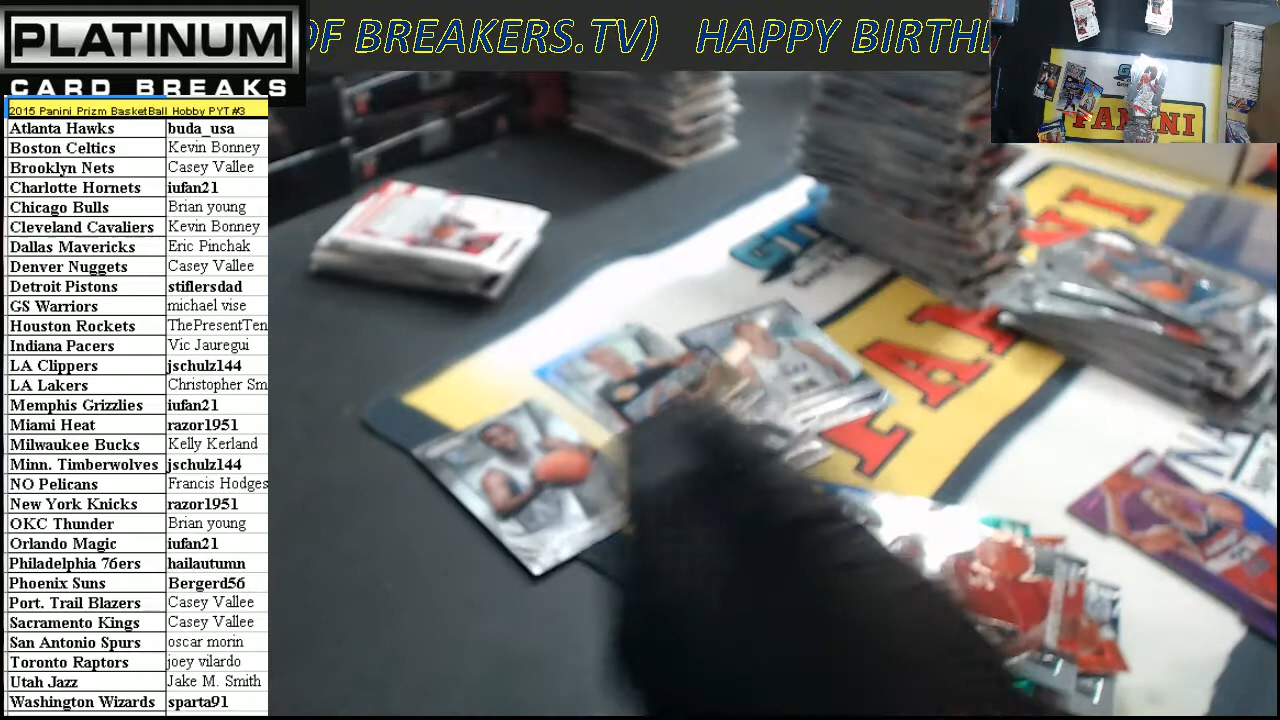 PLATINUM
CARD BREAKS
OF BREAKERS.TV) HAPPY BIRTH
2015 Panini Prizm BasketBall Hobby PYT #3
Atlanta Hawks buda_usa
Boston Celtics Kevin Bonney
Brooklyn Nets Casey Vallee
Charlotte Hornets iufan21
Chicago Bulls Brian young
Cleveland Cavaliers Kevin Bonney
Dallas Mavericks Eric Pinchak
Denver Nuggets Casey Vallee
Detroit Pistons stiflersdad
GS Warriors michael vise
Houston Rockets ThePresentTen
Indiana Pacers Vic Jauregui
LA Clippers jschulz144
LA Lakers Christopher Sm
Memphis Grizzlies iufan21
Miami Heat razor1951
Milwaukee Bucks Kelly Kerland
Minn. Timberwolves jschulz144
NO Pelicans Francis Hodges
New York Knicks razor1951
OKC Thunder Brian young
Orlando Magic iufan21
Philadelphia 76ers hailautumn
Phoenix Suns Bergerd56
Port. Trail Blazers Casey Vallee
Sacramento Kings Casey Vallee
San Antonio Spurs oscar morin
Toronto Raptors joey vilardo
Utah Jazz Jake M. Smith
Washington Wizards sparta91
PANINI